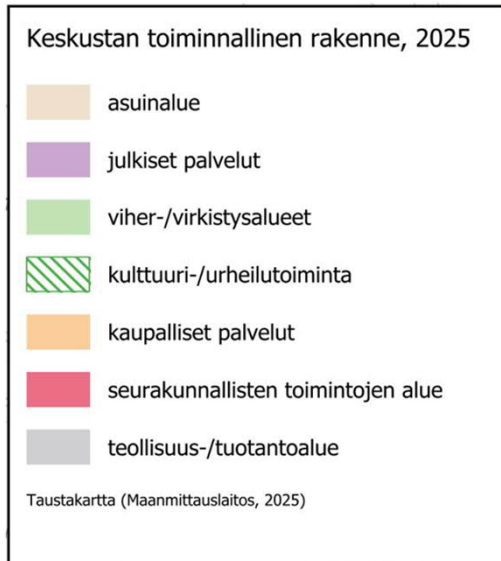 Keskustan toiminnallinen rakenne, 2025
asuinalue
julkiset palvelut
viher-/virkistysalueet
kulttuuri-/urheilutoiminta
kaupalliset palvelut
seurakunnallisten toimintojen alue
teollisuus-/tuotantoalue
Taustakartta (Maanmittauslaitos, 2025)